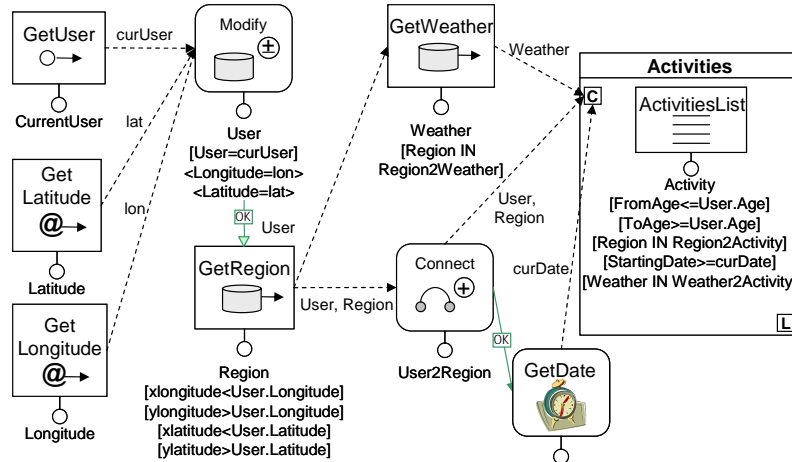 GetUser
CurrentUser
curUser
Modify
User
[User=curUser]
<Longitude=lon>
<Latitude=lat>
Get
Latitude
@
Latitude
lat
Get
Longitude
@
Longitude
lon
OK
User
GetRegion
Region
[xlongitude<User.Longitude]
[ylongitude>User.Longitude]
[xlatitude<User.Latitude]
[ylatitude>User.Latitude]
GetWeather
Weather
[Region IN
Region2Weather]
Weather
User, Region
Connect
User2Region
User,
Region
OK
GetDate
curDate
Activities
C
ActivitiesList
Activity
[FromAge<=User.Age]
[ToAge>=User.Age]
[Region IN Region2Activity]
[StartingDate>=curDate]
[Weather IN Weather2Activity
L